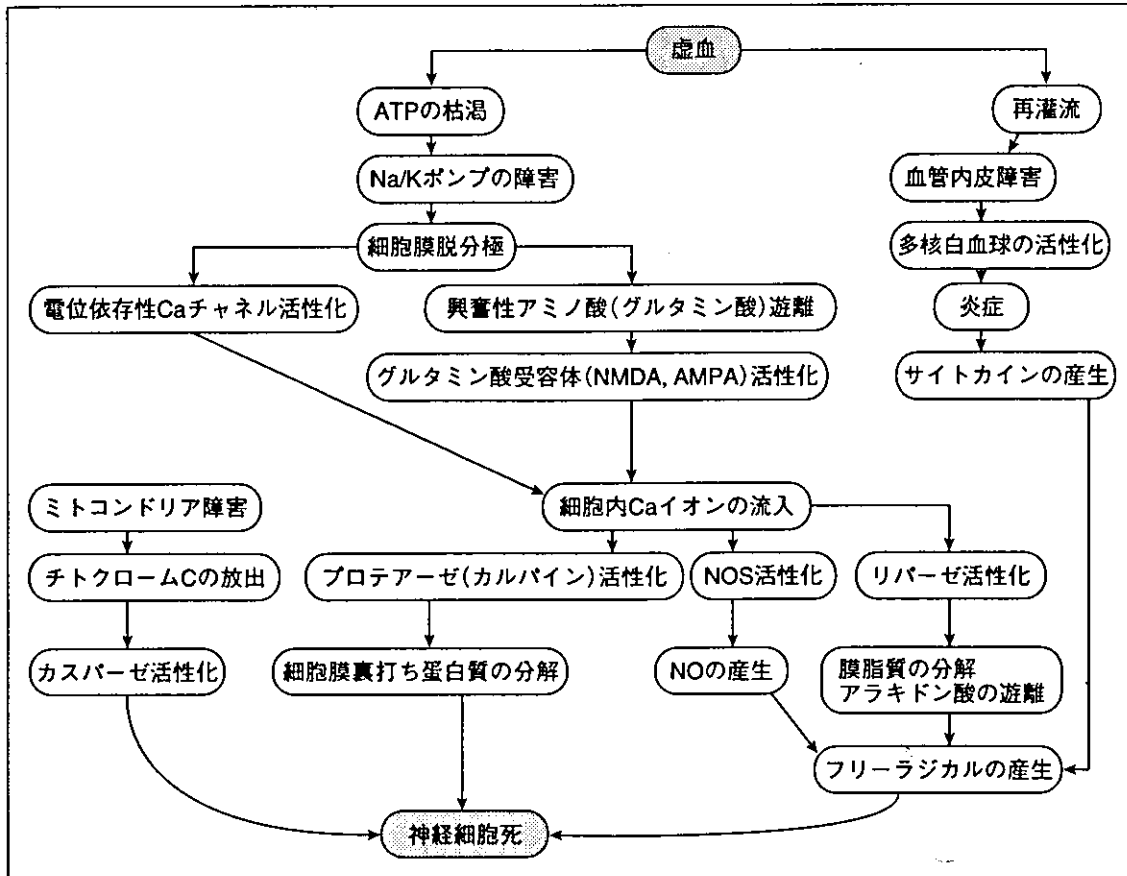 虚血
ATPの枯渇
再灌流
Na/Kポンプの障害
血管内皮障害
細胞膜脱分極
多核白血球の活性化
電位依存性Caチャネル活性化
興奮性アミノ酸(グルタミン酸)遊離
炎症
グルタミン酸受容体(NMDA, AMPA)活性化
サイトカインの産生
ミトコンドリア障害
細胞内Caイオンの流入
チトクロームCの放出
プロテアーゼ(カルパイン)活性化
NOS活性化
リパーゼ活性化
カスパーゼ活性化
細胞膜裏打ち蛋白質の分解
NOの産生
膜脂質の分解
アラキドン酸の遊離
フリーラジカルの産生
神経細胞死